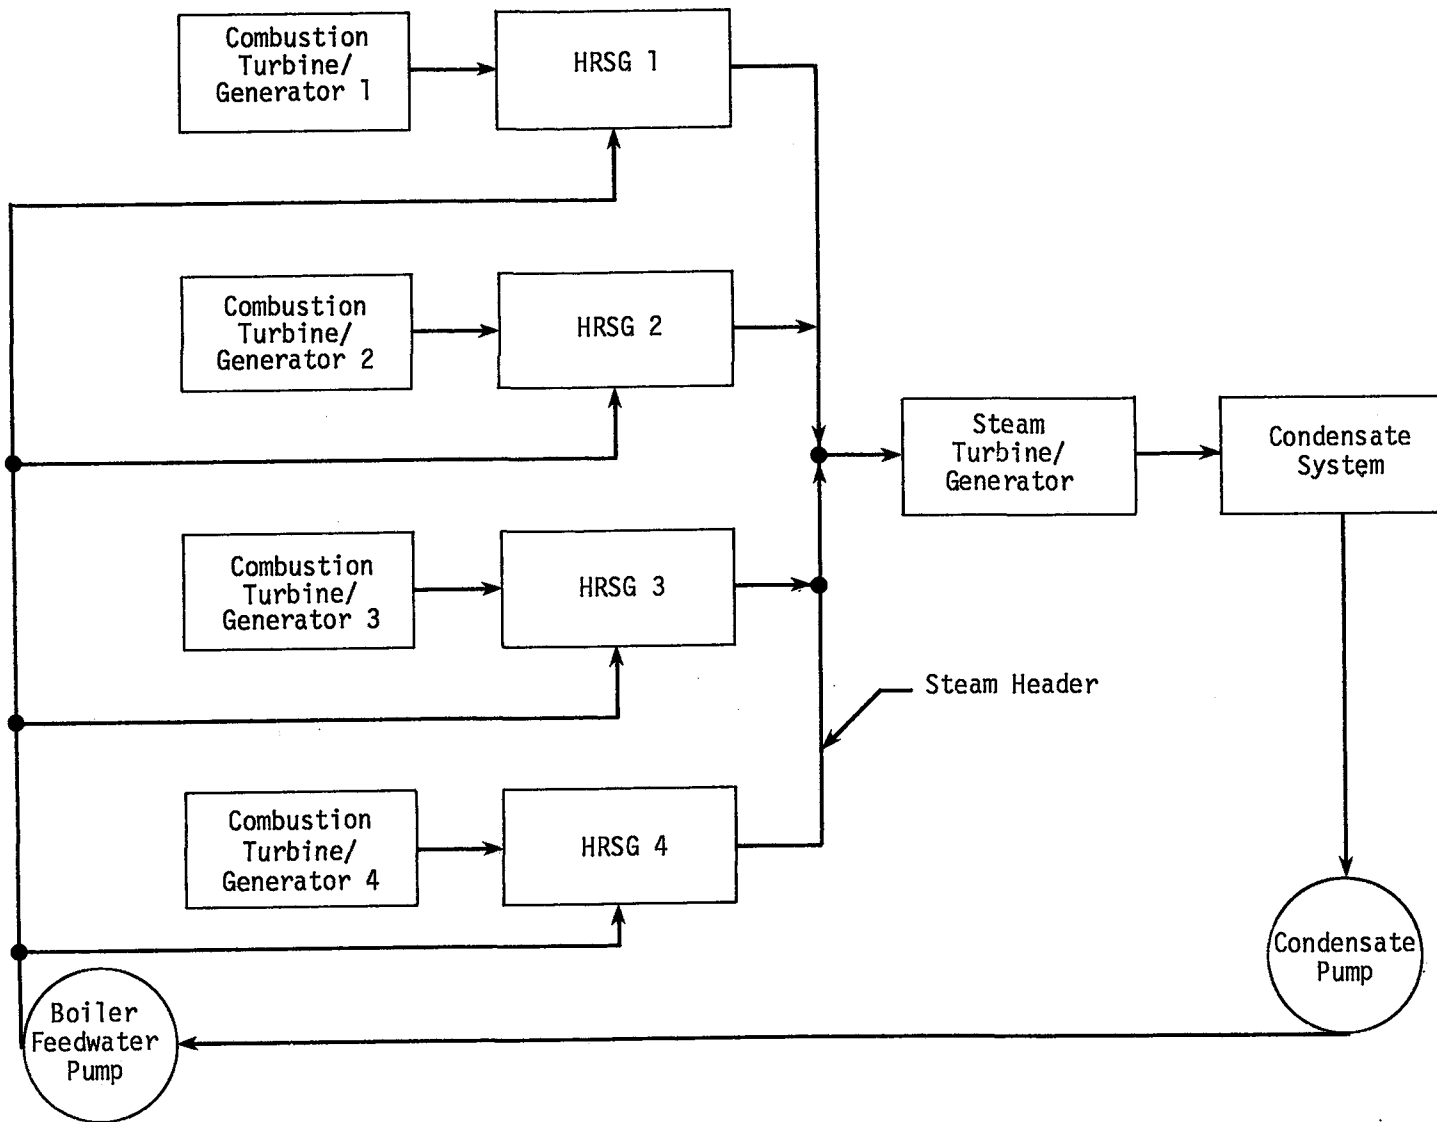 Combustion
Turbine/
Generator 1
HRSG 1
Combustion
Turbine/
Generator 2
HRSG 2
Steam
Turbine/
Generator
Condensate
System
Combustion
Turbine/
Generator 3
HRSG 3
Steam Header
Combustion
Turbine/
Generator 4
HRSG 4
Condensate
Pump
Boiler
Feedwater
Pump